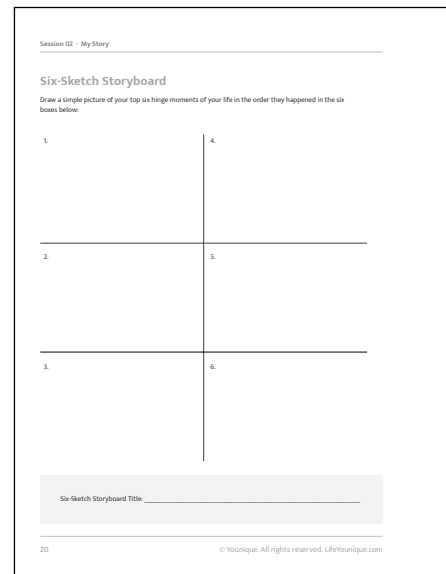 Session 02 - My Story
Six-Sketch Storyboard
Draw a simple picture of your top six hinge moments of your life in the order they happened in the six
boxes below:
1.
4.
2.
5.
3.
6.
Six-Sketch Storyboard Title:
20
© Younique. All rights reserved. LifeYounique.com